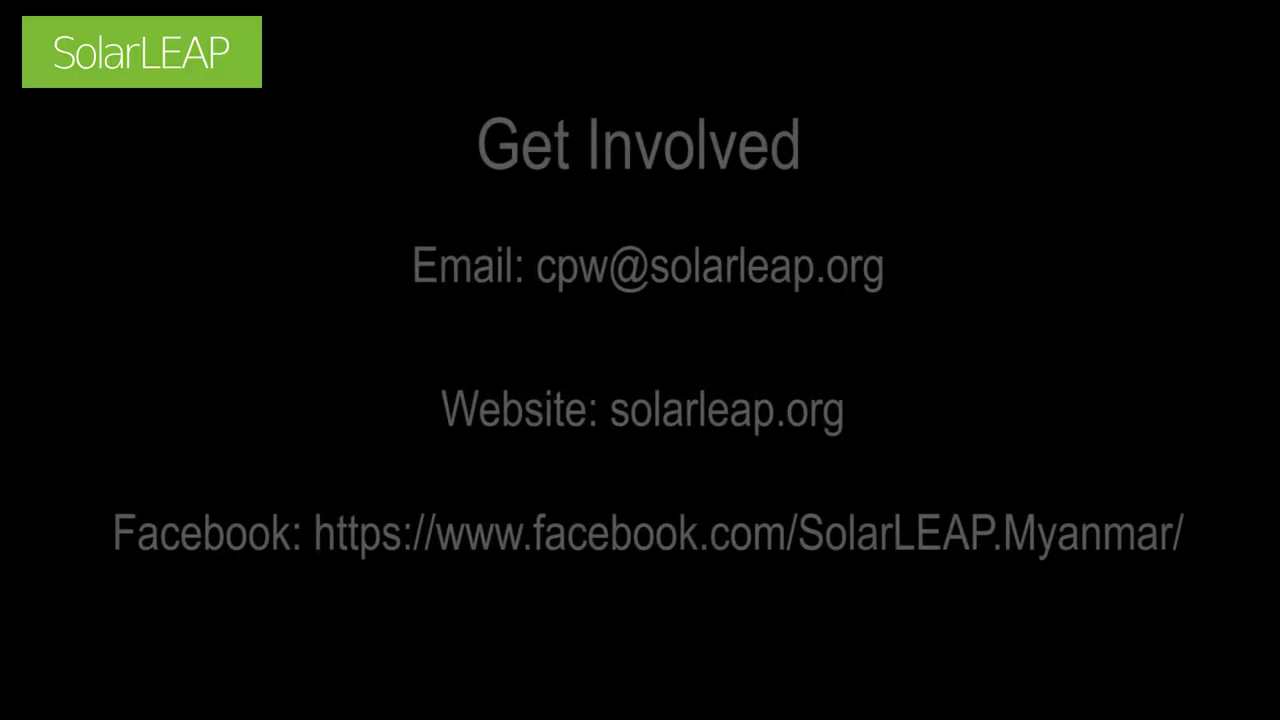 SolarLEAP
Get Involved
Email: cpw@solarleap.org
Website: solarleap.org
Facebook: https://www.facebook.com/SolarLEAP.Myanmar/